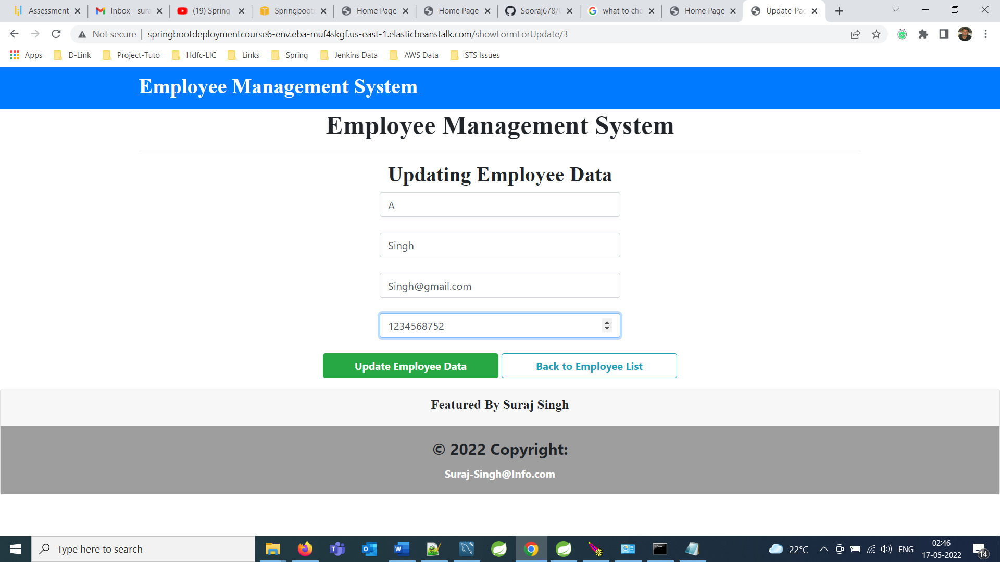 Assessment
Inbox - sura
(19) Spring
Springboot
Home Page
Home Page
Sooraj678/
what to cho
Home Page
Update-Pag
Not secure
springbootdeploymentcourse6-env.eba-muf4skgf.us-east-1.elasticbeanstalk.com/showFormForUpdate/3
Apps
D-Link
Project-Tuto
Hdfc-LIC
Links
Spring
Jenkins Data
AWS Data
STS Issues
Employee Management System
Employee Management System
Updating Employee Data
A
Singh
Singh@gmail.com
1234568752
Update Employee Data
Back to Employee List
Featured By Suraj Singh
© 2022 Copyright:
Suraj-Singh@Info.com
Type here to search
22°C
ENG
02:46
17-05-2022
14